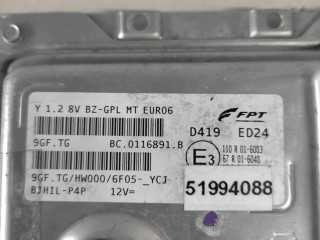 Y 1.2 8V BZ-GPL MT EURO6
FPT
D419 ED24
9GF.TG BC.0116891.B
E3
110 R 01-6003
67 R 01-6040
9GF.TG/HW000/6F05-_YCJ
BJHIL-P4P 12V=
51994088